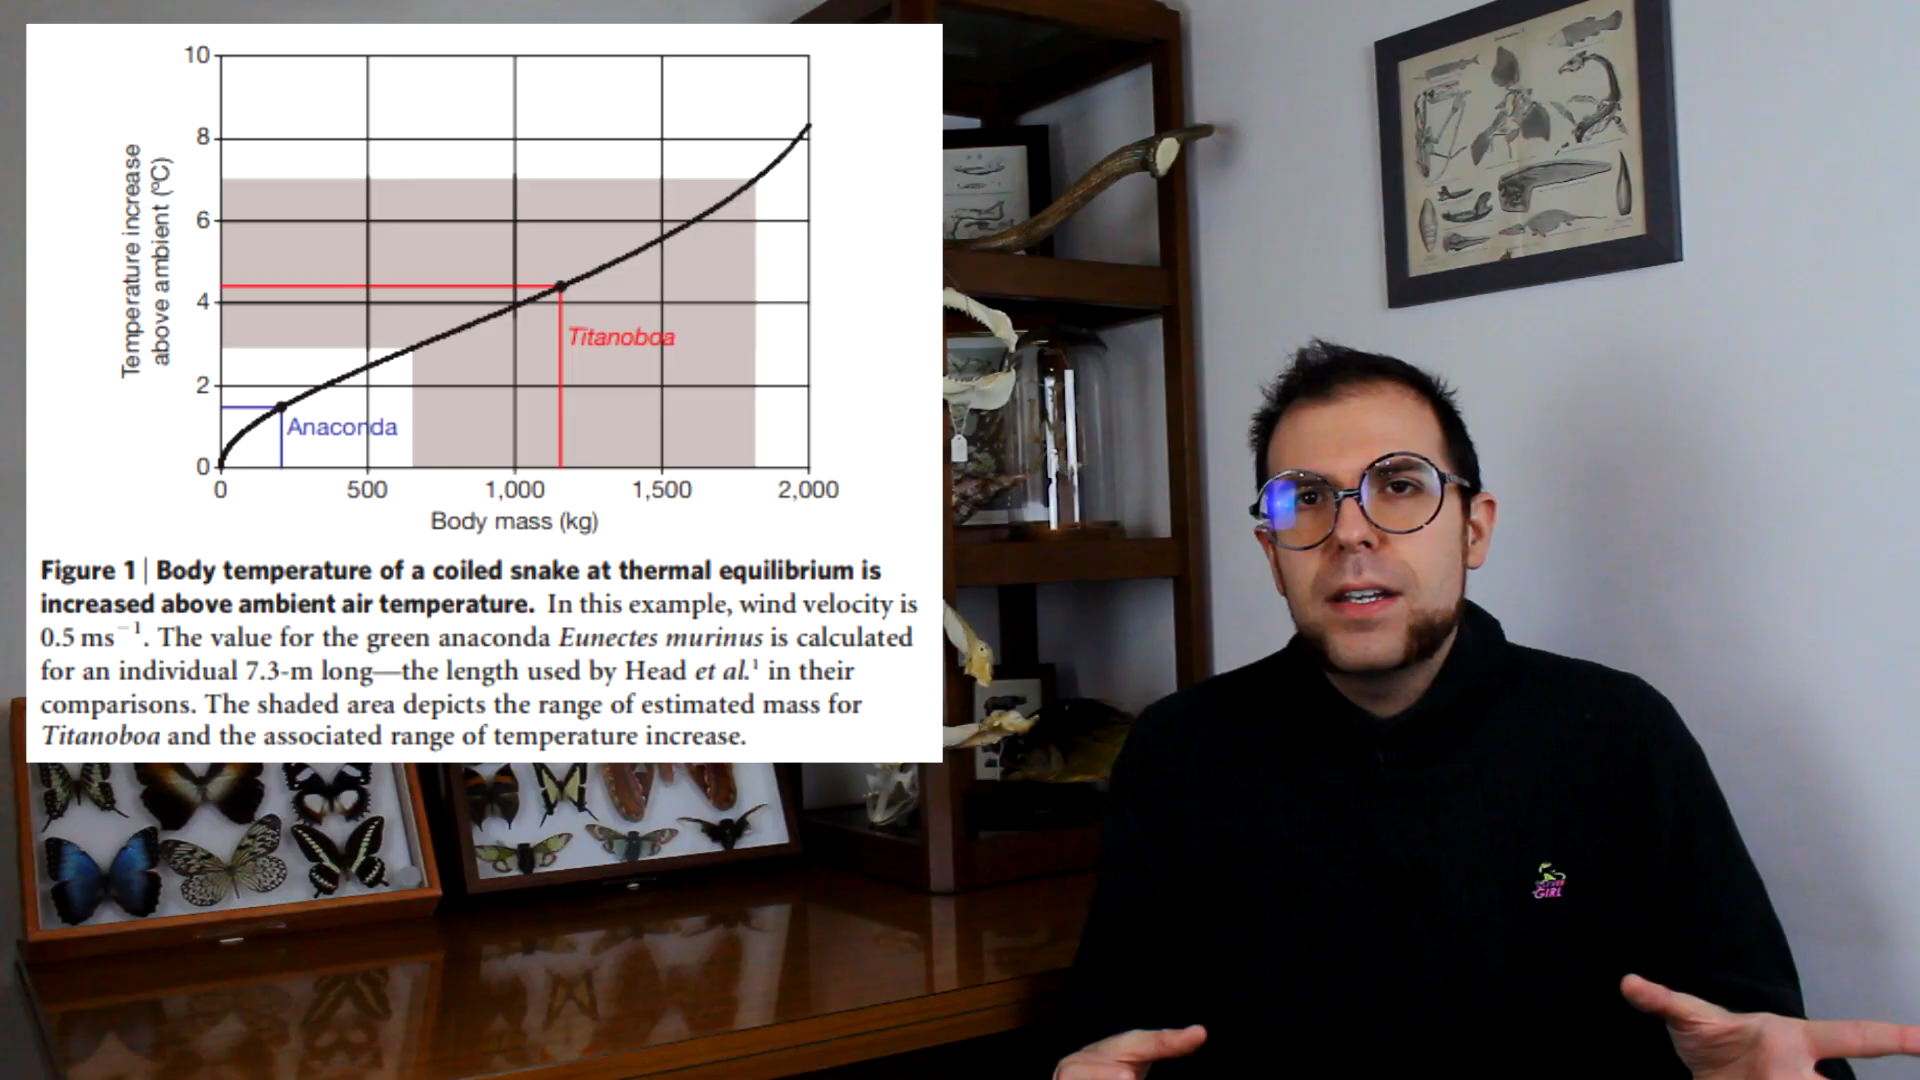 10
8
6
4
2
0
Temperature increase
above ambient (ºC)
Titanoboa
Anaconda
0 500 1,000 1,500 2,000
Body mass (kg)
Figure 1 | Body temperature of a coiled snake at thermal equilibrium is
increased above ambient air temperature. In this example, wind velocity is
0.5 ms⁻¹. The value for the green anaconda Eunectes murinus is calculated
for an individual 7.3-m long—the length used by Head et al.¹ in their
comparisons. The shaded area depicts the range of estimated mass for
Titanoboa and the associated range of temperature increase.
GIRL